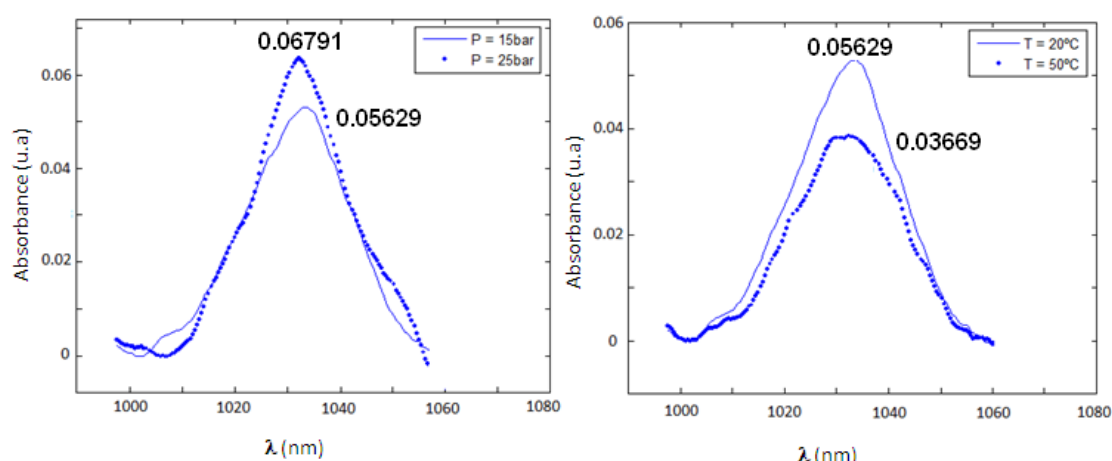 0.06791
P = 15bar
P = 25bar
0.05629
Absorbance (u.a)
0.06
0.04
0.02
0
1000
1020
1040
1060
1080
λ (nm)
0.05629
T = 20ºC
T = 50ºC
0.03669
Absorbance (u.a)
0.06
0.04
0.02
0
1000
1020
1040
1060
1080
λ (nm)